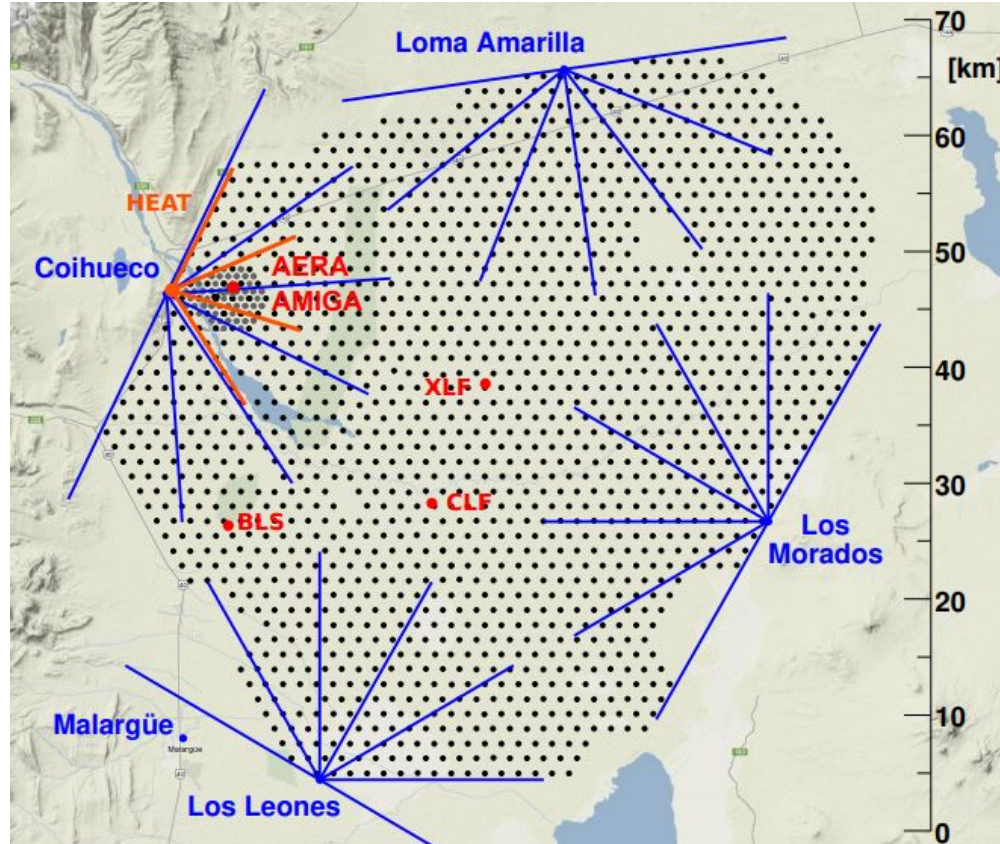 70
Loma Amarilla
[km]
60
HEAT
50
Coihueco
AERA
AMIGA
40
XLF
30
CLF
BLS
Los
Morados
20
10
Malargüe
Malargüe
Los Leones
0